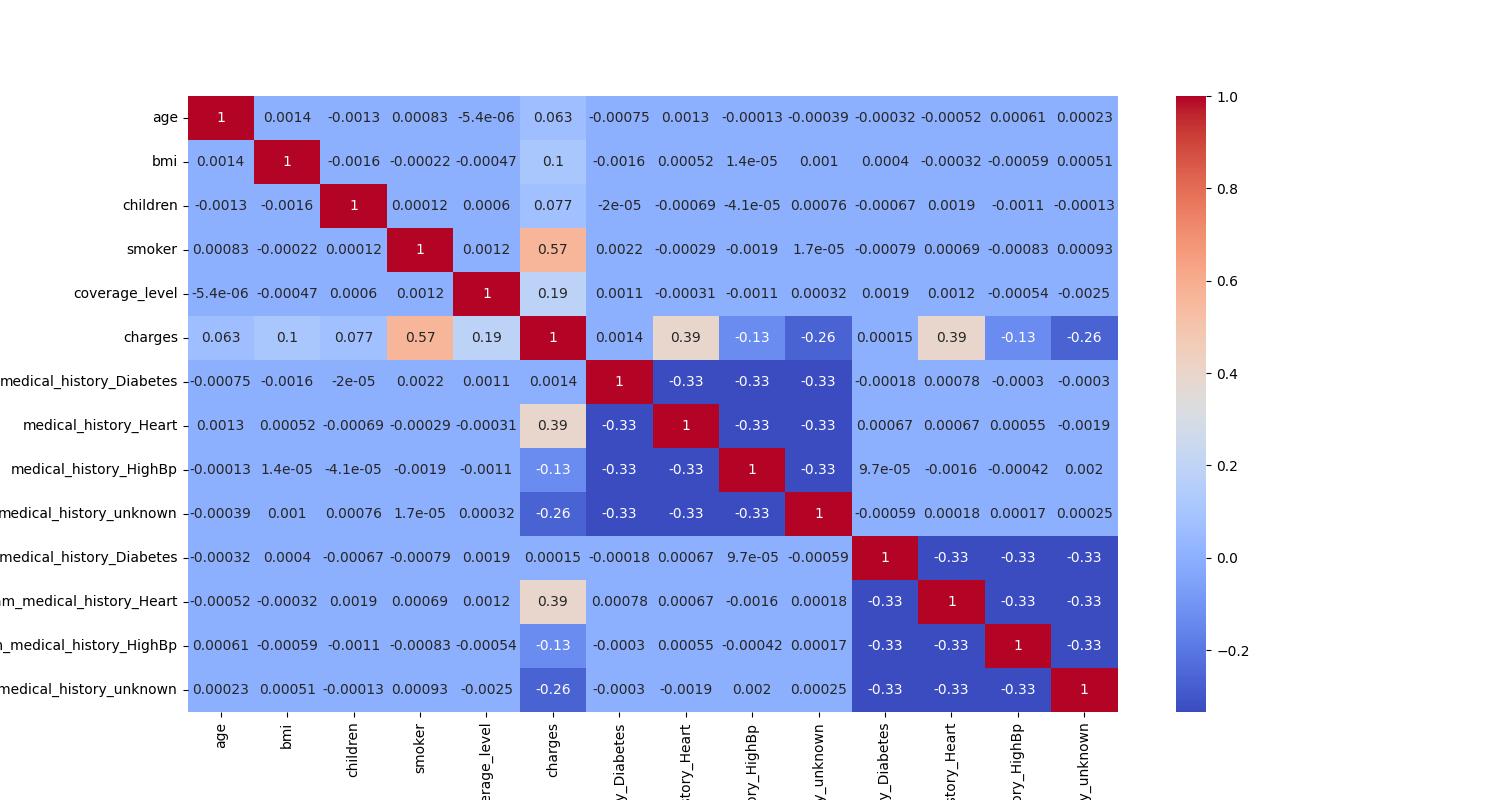 age 1 0.0014 -0.0013 0.00083 -5.4e-06 0.063 -0.00075 0.0013 -0.00013 -0.00039 -0.00032 -0.00052 0.00061 0.00023
bmi 0.0014 1 -0.0016 -0.00022 -0.00047 0.1 -0.0016 0.00052 1.4e-05 0.001 0.0004 -0.00032 -0.00059 0.00051
children -0.0013 -0.0016 1 0.00012 0.0006 0.077 -2e-05 -0.00069 -4.1e-05 0.00076 -0.00067 0.0019 -0.0011 -0.00013
smoker 0.00083 -0.00022 0.00012 1 0.0012 0.57 0.0022 -0.00029 -0.0019 1.7e-05 -0.00079 0.00069 -0.00083 0.00093
coverage_level -5.4e-06 -0.00047 0.0006 0.0012 1 0.19 0.0011 -0.00031 -0.0011 0.00032 0.0019 0.0012 -0.00054 -0.0025
charges 0.063 0.1 0.077 0.57 0.19 1 0.0014 0.39 -0.13 -0.26 0.00015 0.39 -0.13 -0.26
medical_history_Diabetes -0.00075 -0.0016 -2e-05 0.0022 0.0011 0.0014 1 -0.33 -0.33 -0.33 -0.00018 0.00078 -0.0003 -0.0003
medical_history_Heart 0.0013 0.00052 -0.00069 -0.00029 -0.00031 0.39 -0.33 1 -0.33 -0.33 0.00067 0.00067 0.00055 -0.0019
medical_history_HighBp -0.00013 1.4e-05 -4.1e-05 -0.0019 -0.0011 -0.13 -0.33 -0.33 1 -0.33 9.7e-05 -0.0016 -0.00042 0.002
medical_history_unknown -0.00039 0.001 0.00076 1.7e-05 0.00032 -0.26 -0.33 -0.33 -0.33 1 -0.00059 0.00018 0.00017 0.00025
medical_history_Diabetes -0.00032 0.0004 -0.00067 -0.00079 0.0019 0.00015 -0.00018 0.00067 9.7e-05 -0.00059 1 -0.33 -0.33 -0.33
m_medical_history_Heart -0.00052 -0.00032 0.0019 0.00069 0.0012 0.39 0.00078 0.00067 -0.0016 0.00018 -0.33 1 -0.33 -0.33
_medical_history_HighBp 0.00061 -0.00059 -0.0011 -0.00083 -0.00054 -0.13 -0.0003 0.00055 -0.00042 0.00017 -0.33 -0.33 1 -0.33
medical_history_unknown 0.00023 0.00051 -0.00013 0.00093 -0.0025 -0.26 -0.0003 -0.0019 0.002 0.00025 -0.33 -0.33 -0.33 1
age
bmi
children
smoker
erage_level
charges
y_Diabetes
story_Heart
ory_HighBp
y_unknown
y_Diabetes
story_Heart
ory_HighBp
y_unknown
1.0
0.8
0.6
0.4
0.2
0.0
−0.2